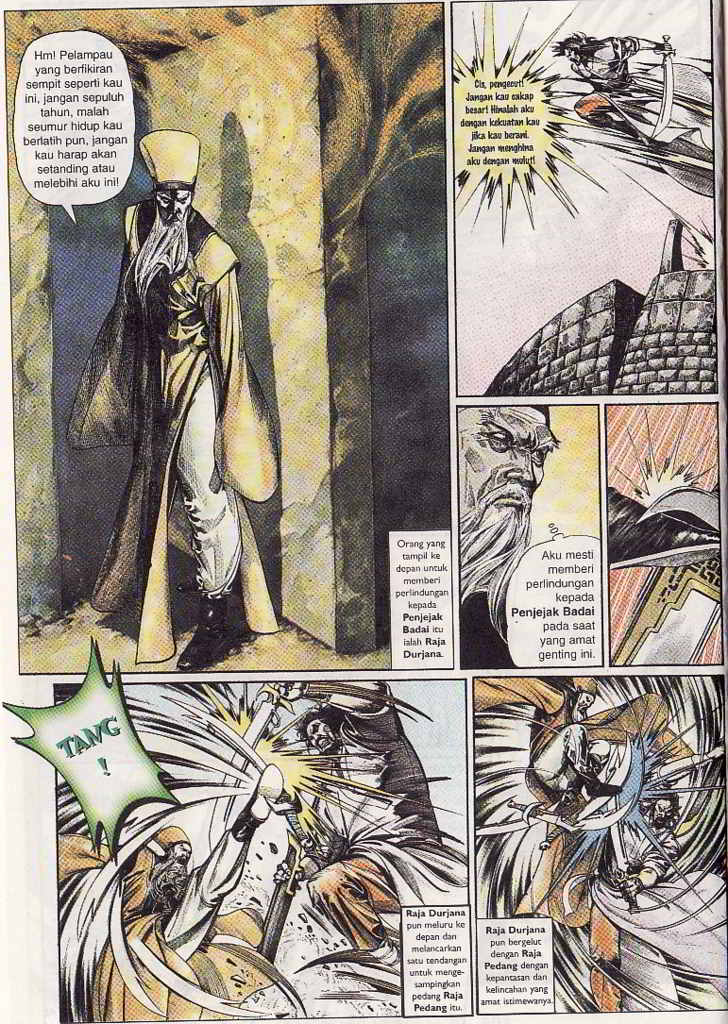 Hm! Pelampau
yang berfikiran
sempit seperti kau
ini, jangan sepuluh
tahun, malah
seumur hidup kau
berlatih pun, jangan
kau harap akan
setanding atau
melebihi aku ini!
Orang yang
tampil ke
depan untuk
memberi
perlindungan
kepada
Penjejak
Badai itu
ialah Raja
Durjana.
Cis, pengecut!
Jangan kau cakap
besar! Hinalah aku
dengan kekuatan kau
jika kau berani.
Jangan menghina
aku dengan mulut!
Aku mesti
memberi
perlindungan
kepada
Penjejak Badai
pada saat
yang amat
genting ini.
TANG
!
Raja Durjana
pun meluru ke
depan dan
melancarkan
satu tendangan
untuk menge-
sampingkan
pedang Raja
Pedang itu.
Raja Durjana
pun bergelut
dengan Raja
Pedang dengan
kepantasan dan
kelincahan yang
amat istimewanya.